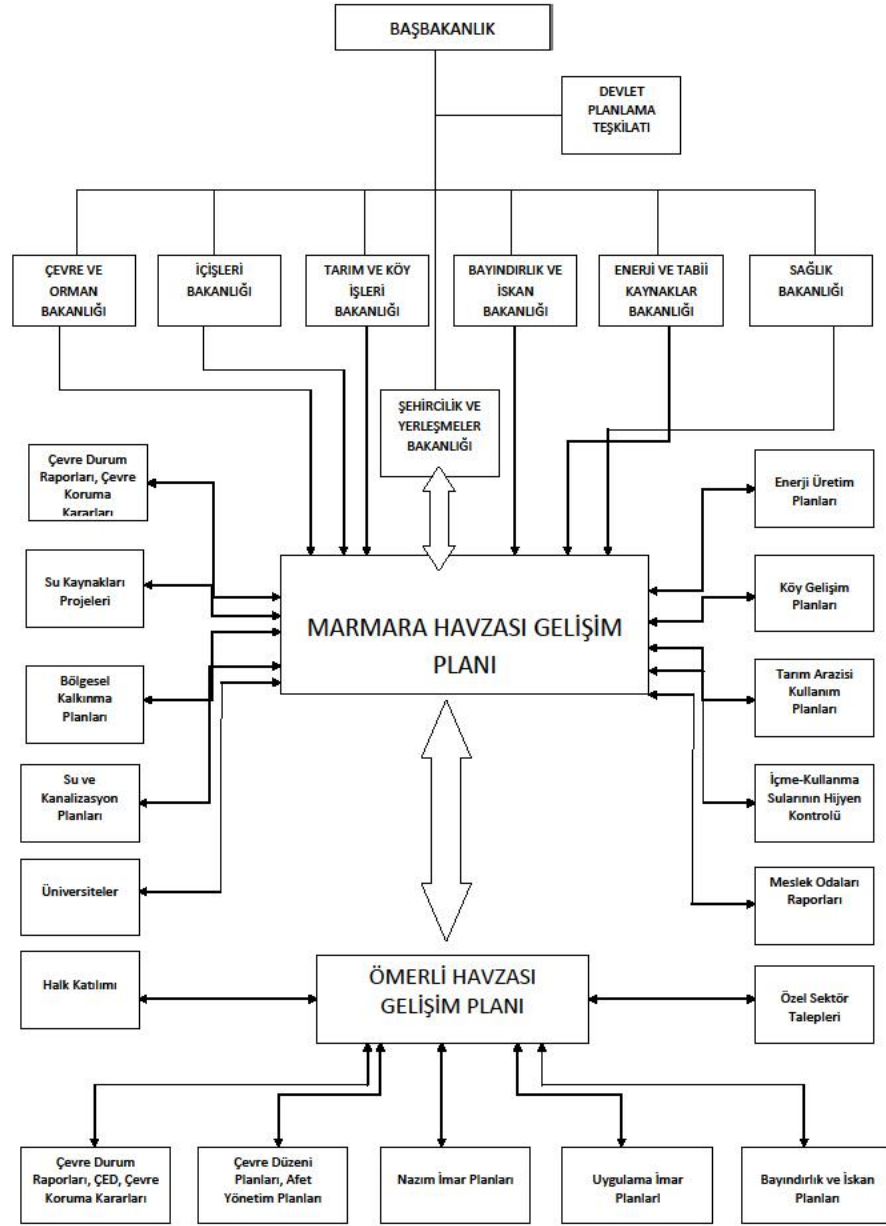 BAŞBAKANLIK
DEVLET
PLANLAMA
TEŞKİLATI
ÇEVRE VE
ORMAN
BAKANLIĞI
İÇİŞLERİ
BAKANLIĞI
TARIM VE KÖY
İŞLERİ
BAKANLIĞI
BAYINDIRLIK VE
İSKAN
BAKANLIĞI
ENERJİ VE TABİİ
KAYNAKLAR
BAKANLIĞI
SAĞLIK
BAKANLIĞI
ŞEHİRCİLİK VE
YERLEŞMELER
BAKANLIĞI
Çevre Durum
Raporları, Çevre
Koruma
Kararları
Enerji Üretim
Planları
Su Kaynakları
Projeleri
Köy Gelişim
Planları
MARMARA HAVZASI GELİŞİM
PLANI
Bölgesel
Kalkınma
Planları
Tarım Arazisi
Kullanım
Planları
Su ve
Kanalizasyon
Planları
İçme-Kullanma
Sularının Hijyen
Kontrolü
Üniversiteler
Meslek Odaları
Raporları
Halk Katılımı
ÖMERLİ HAVZASI
GELİŞİM PLANI
Özel Sektör
Talepleri
Çevre Durum
Raporları, ÇED, Çevre
Koruma Kararları
Çevre Düzeni
Planları, Afet
Yönetim Planları
Nazım İmar Planları
Uygulama İmar
Planlarl
Bayındırlık ve İskan
Planları